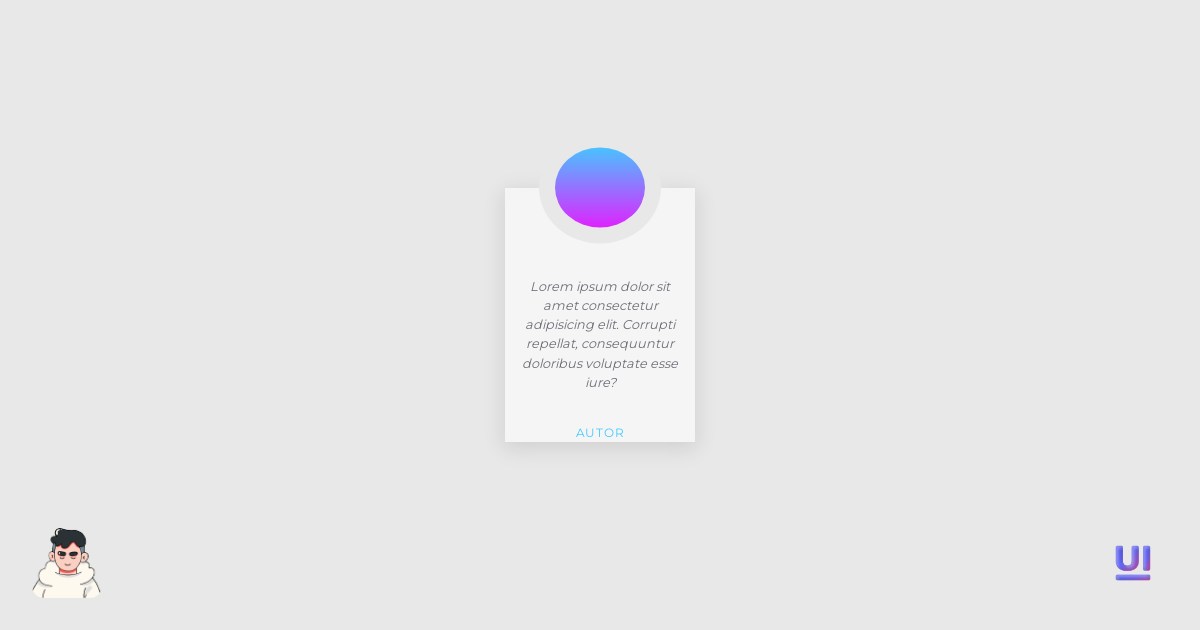 Lorem ipsum dolor sit
amet consectetur
adipisicing elit. Corrupti
repellat, consequuntur
doloribus voluptate esse
iure?
AUTOR
UI